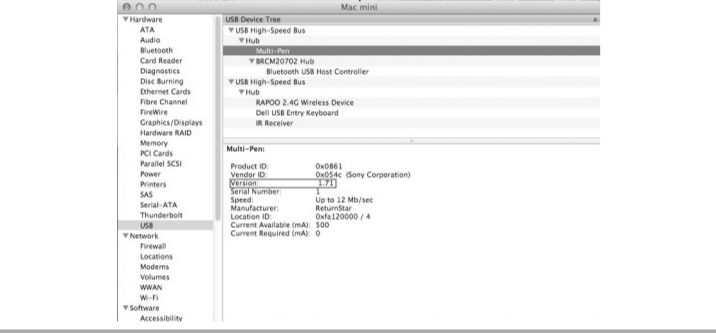 Mac mini
▼ Hardware
ATA
Audio
Bluetooth
Card Reader
Diagnostics
Disc Burning
Ethernet Cards
Fibre Channel
FireWire
Graphics/Displays
Hardware RAID
Memory
PCI Cards
Parallel SCSI
Power
Printers
SAS
Serial-ATA
Thunderbolt
USB
▼ Network
Firewall
Locations
Modems
Volumes
WWAN
Wi-Fi
▼ Software
Accessibility
USB Device Tree
▼ USB High-Speed Bus
▼ Hub
Multi-Pen
▼ BRCM20702 Hub
Bluetooth USB Host Controller
▼ USB High-Speed Bus
▼ Hub
RAPOO 2.4G Wireless Device
Dell USB Entry Keyboard
IR Receiver
Multi-Pen:
Product ID: 0x0861
Vendor ID: 0x054c (Sony Corporation)
Version: 1.71
Serial Number: 1
Speed: Up to 12 Mb/sec
Manufacturer: ReturnStar
Location ID: 0xfa120000 / 4
Current Available (mA): 500
Current Required (mA): 0